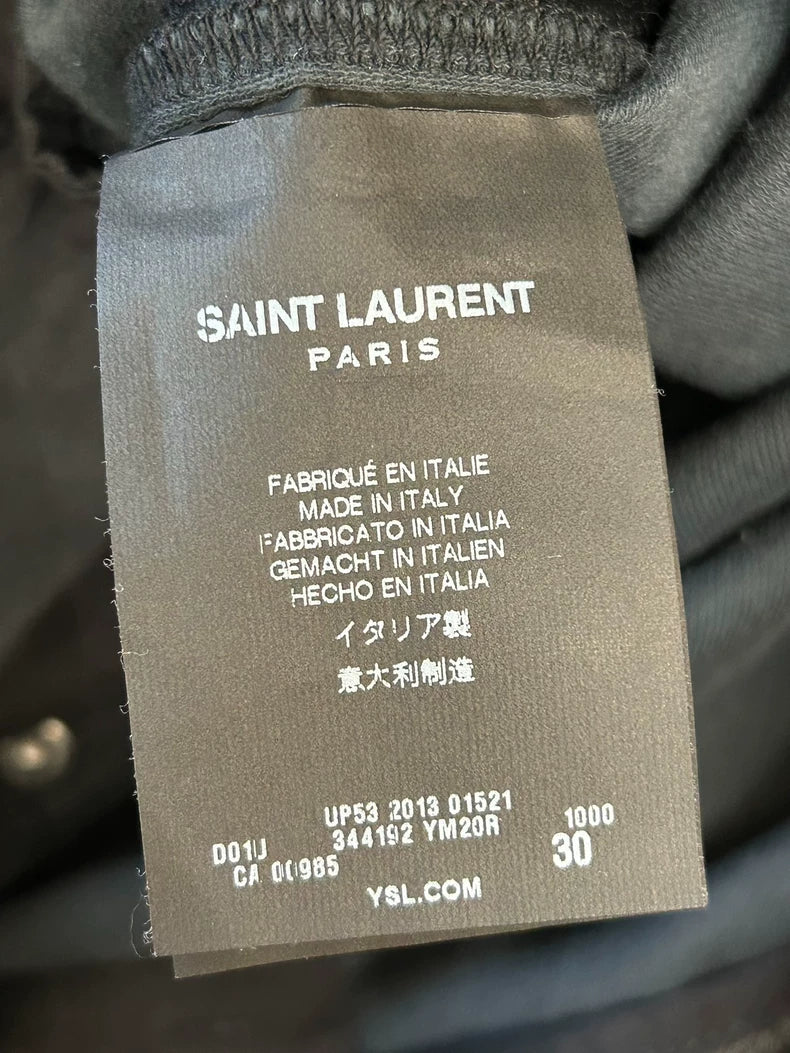 SAINT LAURENT
PARIS
FABRIQUÉ EN ITALIE
MADE IN ITALY
FABBRICATO IN ITALIA
GEMACHT IN ITALIEN
HECHO EN ITALIA
イタリア製
意大利制造
UP53 2013 01521
344192 YM20R 1000
D01U
CA 00985 30
YSL.COM